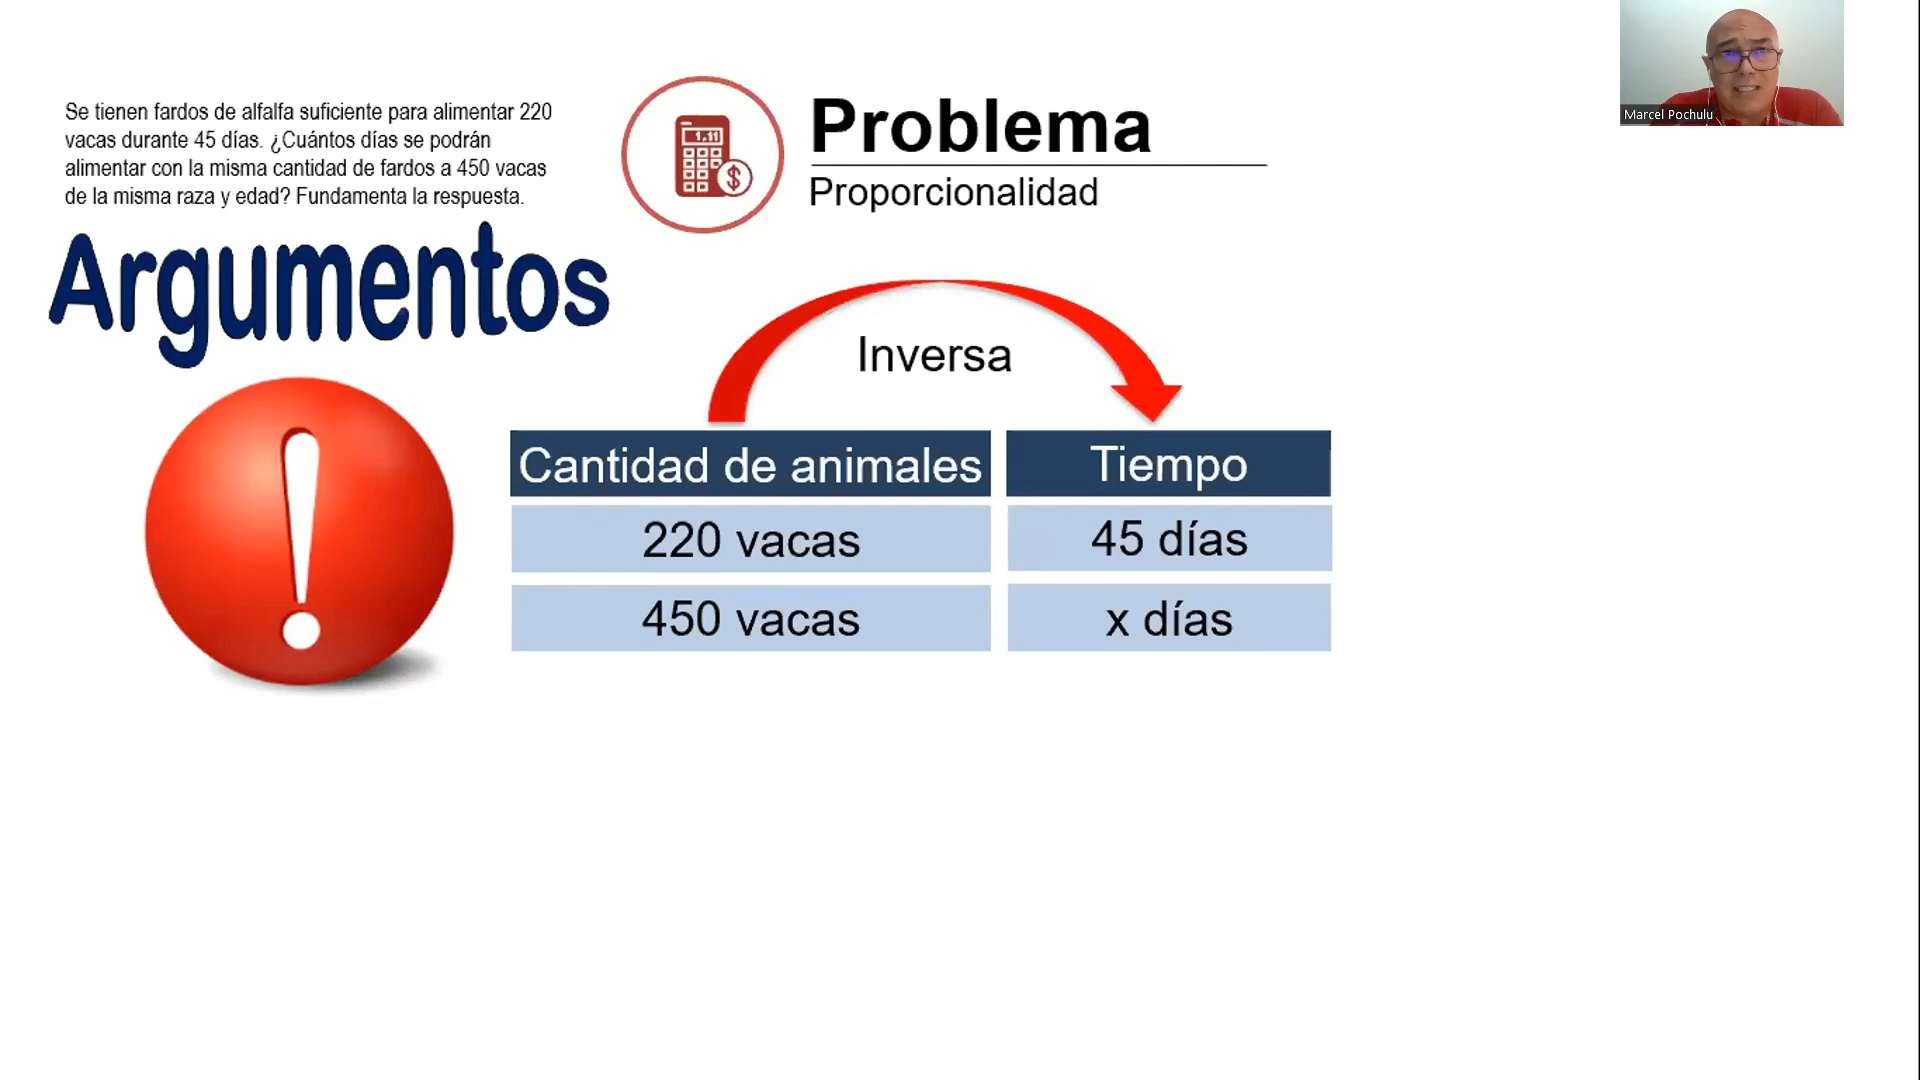 Se tienen fardos de alfalfa suficiente para alimentar 220
vacas durante 45 días. ¿Cuántos días se podrán
alimentar con la misma cantidad de fardos a 450 vacas
de la misma raza y edad? Fundamenta la respuesta.
Argumentos
1.11
$
Problema
Proporcionalidad
Marcel Pochulu
Inversa
Cantidad de animales Tiempo
220 vacas 45 días
450 vacas x días